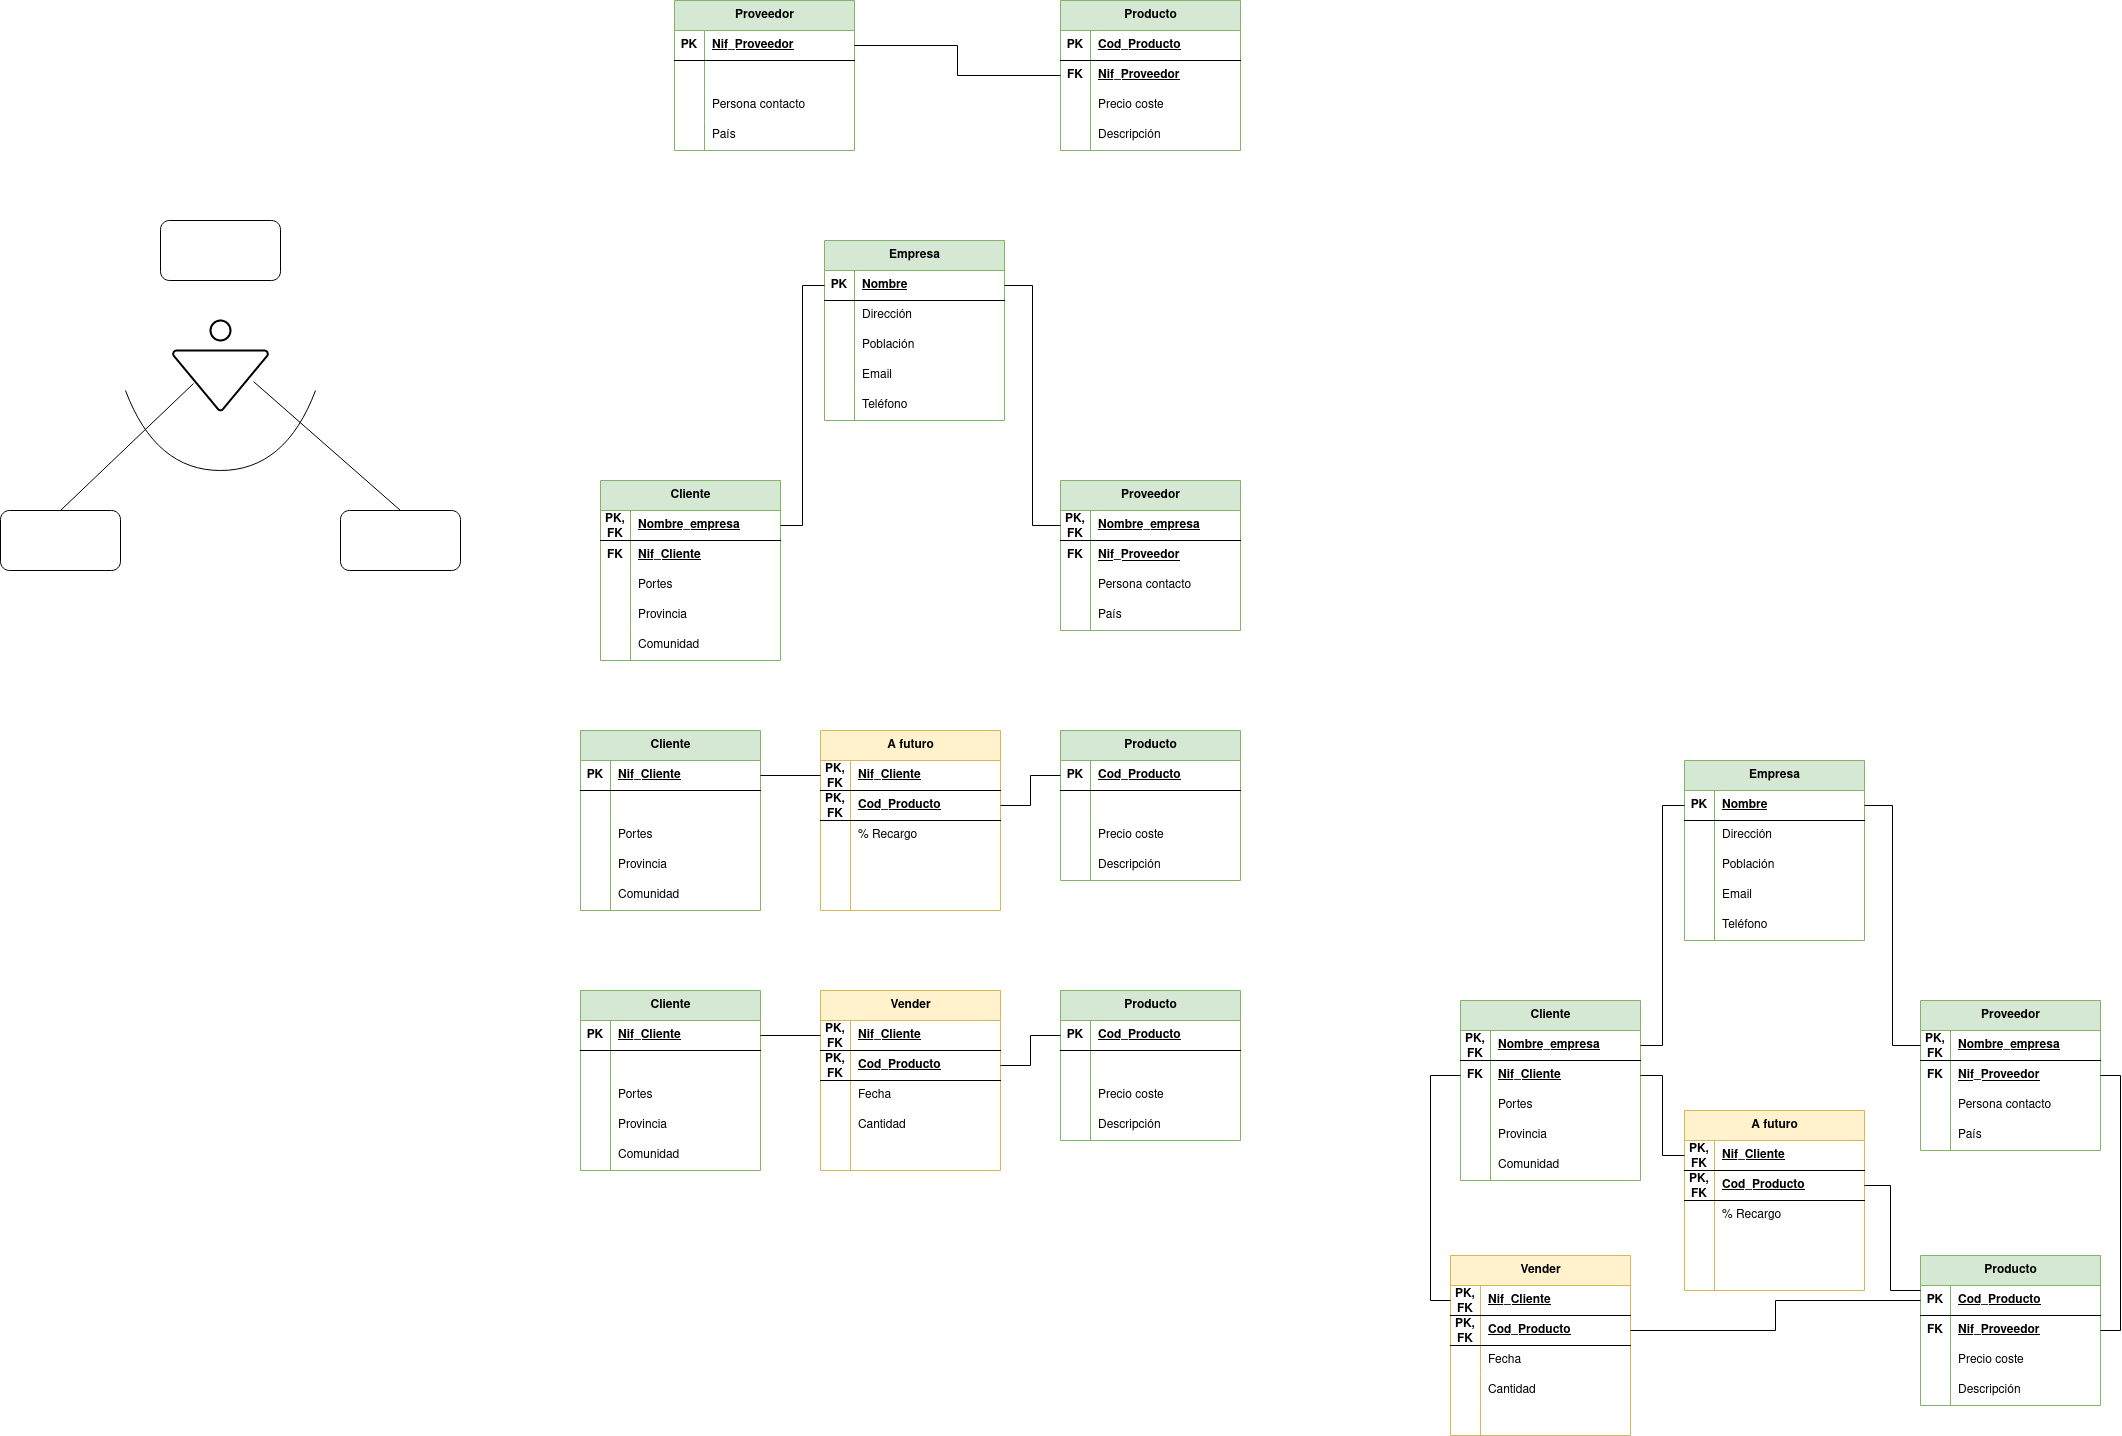 Proveedor
PK Nif_Proveedor
Persona contacto
País
Producto
PK Cod_Producto
FK Nif_Proveedor
Precio coste
Descripción
Empresa
PK Nombre
Dirección
Población
Email
Teléfono
Cliente
PK, FK Nombre_empresa
FK Nif_Cliente
Portes
Provincia
Comunidad
Proveedor
PK, FK Nombre_empresa
FK Nif_Proveedor
Persona contacto
País
Cliente
PK Nif_Cliente
Portes
Provincia
Comunidad
A futuro
PK, FK Nif_Cliente
PK, FK Cod_Producto
% Recargo
Producto
PK Cod_Producto
Precio coste
Descripción
Cliente
PK Nif_Cliente
Portes
Provincia
Comunidad
Vender
PK, FK Nif_Cliente
PK, FK Cod_Producto
Fecha
Cantidad
Producto
PK Cod_Producto
Precio coste
Descripción
Empresa
PK Nombre
Dirección
Población
Email
Teléfono
Cliente
PK, FK Nombre_empresa
FK Nif_Cliente
Portes
Provincia
Comunidad
Proveedor
PK, FK Nombre_empresa
FK Nif_Proveedor
Persona contacto
País
A futuro
PK, FK Nif_Cliente
PK, FK Cod_Producto
% Recargo
Vender
PK, FK Nif_Cliente
PK, FK Cod_Producto
Fecha
Cantidad
Producto
PK Cod_Producto
FK Nif_Proveedor
Precio coste
Descripción